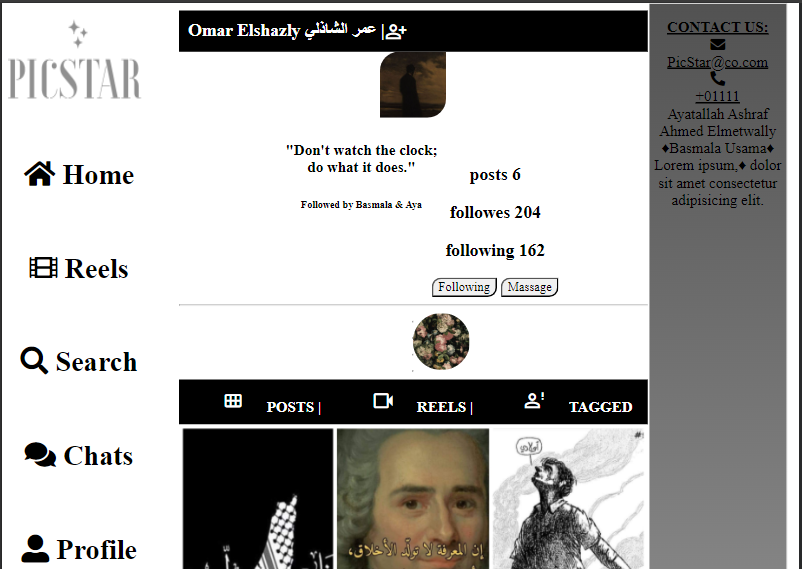 PICSTAR
Home
Reels
Search
Chats
Profile
Omar Elshazly عمر الشاذلي |
"Don't watch the clock;
do what it does."
Followed by Basmala & Aya
posts 6
followes 204
following 162
Following
Massage
POSTS |
REELS |
TAGGED
إن المعرفة لا تولّد الأخلاق،
CONTACT US:
PicStar@co.com
+01111
Ayatallah Ashraf
Ahmed Elmetwally
♦Basmala Usama♦
Lorem ipsum,♦ dolor
sit amet consectetur
adipisicing elit.